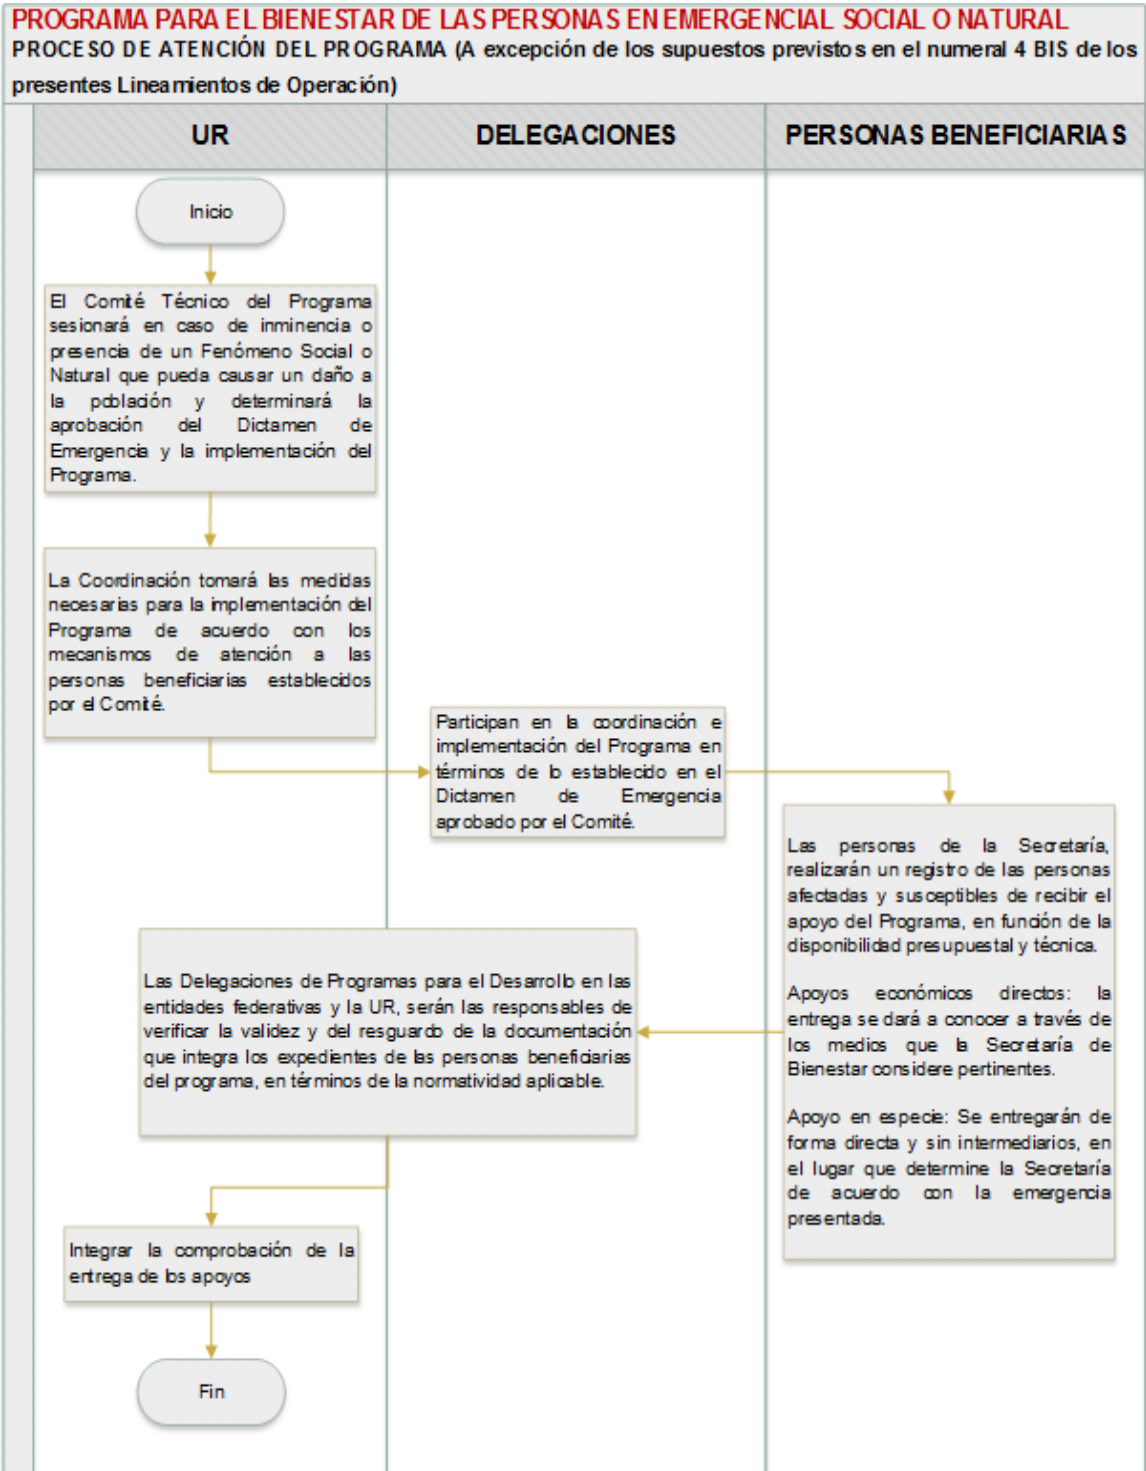 PROGRAMA PARA EL BIENESTAR DE LAS PERSONAS EN EMERGENCIAL SOCIAL O NATURAL
PROCESO DE ATENCIÓN DEL PROGRAMA (A excepción de los supuestos previstos en el numeral 4 BIS de los
presentes Lineamientos de Operación)
UR
DELEGACIONES
PERSONAS BENEFICIARIAS
Inicio
El Comité Técnico del Programa
sesionará en caso de inminencia o
presencia de un Fenómeno Social o
Natural que pueda causar un daño a
la población y determinará la
aprobación del Dictamen de
Emergencia y la implementación del
Programa.
La Coordinación tomará las medidas
necesarias para la implementación del
Programa de acuerdo con los
mecanismos de atención a las
personas beneficiarias establecidos
por el Comité.
Participan en la coordinación e
implementación del Programa en
términos de lo establecido en el
Dictamen de Emergencia
aprobado por el Comité.
Las personas de la Secretaría,
realizarán un registro de las personas
afectadas y susceptibles de recibir el
apoyo del Programa, en función de la
disponibilidad presupuestal y técnica.
Apoyos económicos directos: la
entrega se dará a conocer a través de
los medios que la Secretaría de
Bienestar considere pertinentes.
Apoyo en especie: Se entregarán de
forma directa y sin intermediarios, en
el lugar que determine la Secretaría
de acuerdo con la emergencia
presentada.
Las Delegaciones de Programas para el Desarrollo en las
entidades federativas y la UR, serán las responsables de
verificar la validez y del resguardo de la documentación
que integra los expedientes de las personas beneficiarias
del programa, en términos de la normatividad aplicable.
Integrar la comprobación de la
entrega de los apoyos
Fin